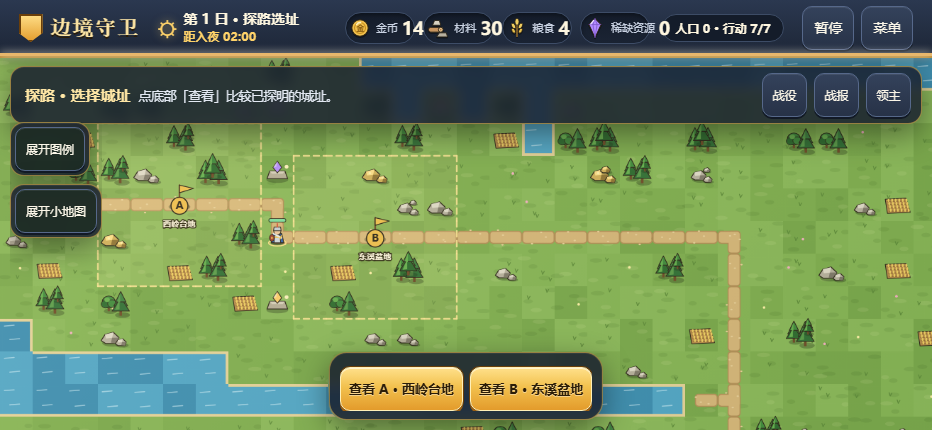 边境守卫
第 1 日 · 探路选址
距入夜 02:00
金币 14
材料 30
粮食 4
稀缺资源 0
人口 0 · 行动 7/7
暂停
菜单
探路 · 选择城址 点底部「查看」比较已探明的城址。
战役
战报
领主
展开图例
展开小地图
A
西岭台地
B
东溪盆地
查看 A · 西岭台地
查看 B · 东溪盆地